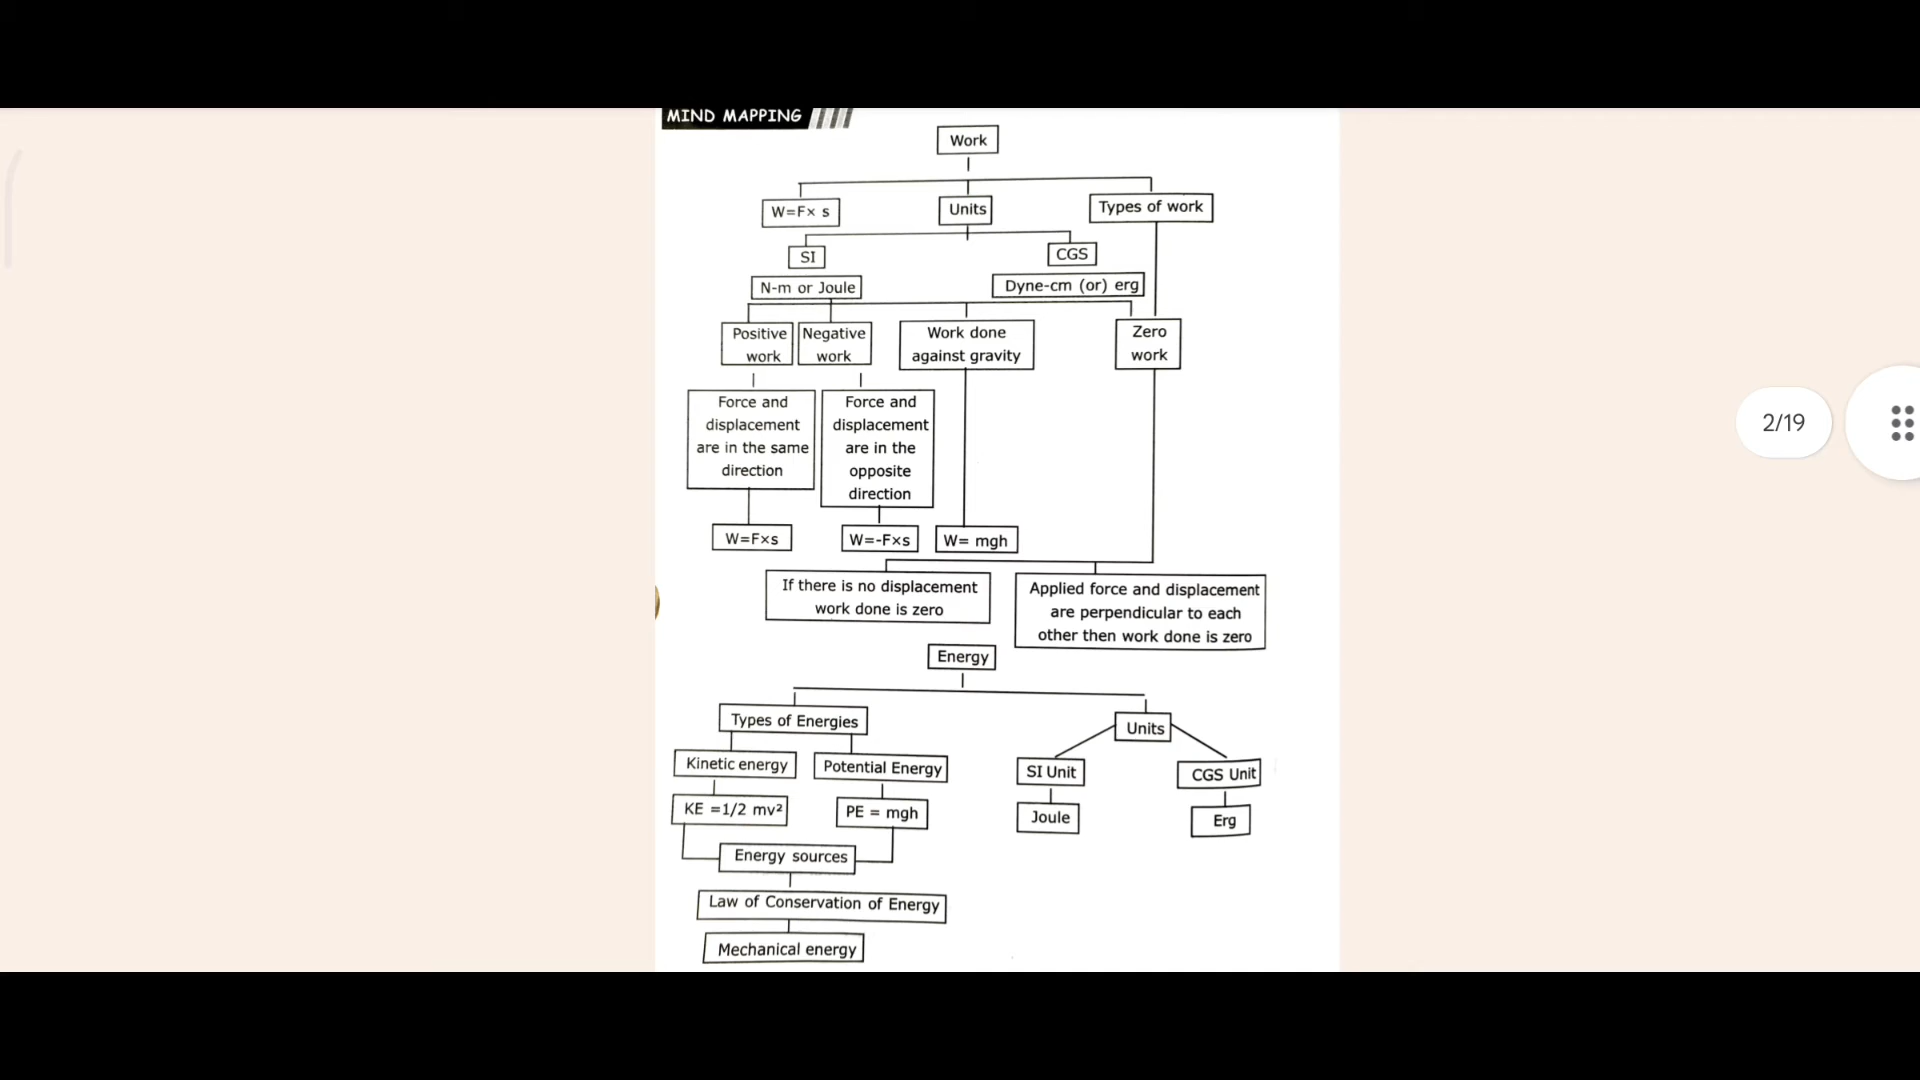 MIND MAPPING
Work
W=F× s
Units
Types of work
SI
CGS
N-m or Joule
Dyne-cm (or) erg
Positive
work
Negative
work
Work done
against gravity
Zero
work
Force and
displacement
are in the same
direction
Force and
displacement
are in the
opposite
direction
W=F×s
W=-F×s
W= mgh
If there is no displacement
work done is zero
Applied force and displacement
are perpendicular to each
other then work done is zero
Energy
Types of Energies
Units
Kinetic energy
Potential Energy
SI Unit
CGS Unit
KE =1/2 mv²
PE = mgh
Joule
Erg
Energy sources
Law of Conservation of Energy
Mechanical energy
2/19